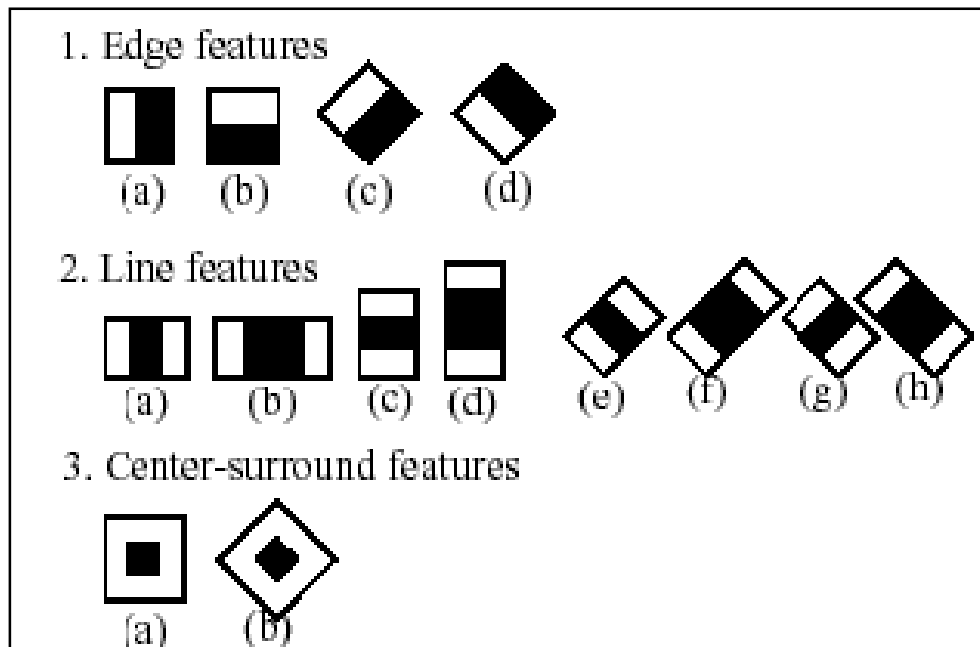 1. Edge features
(a) (b) (c) (d)
2. Line features
(a) (b) (c) (d) (e) (f) (g) (h)
3. Center-surround features
(a) (b)